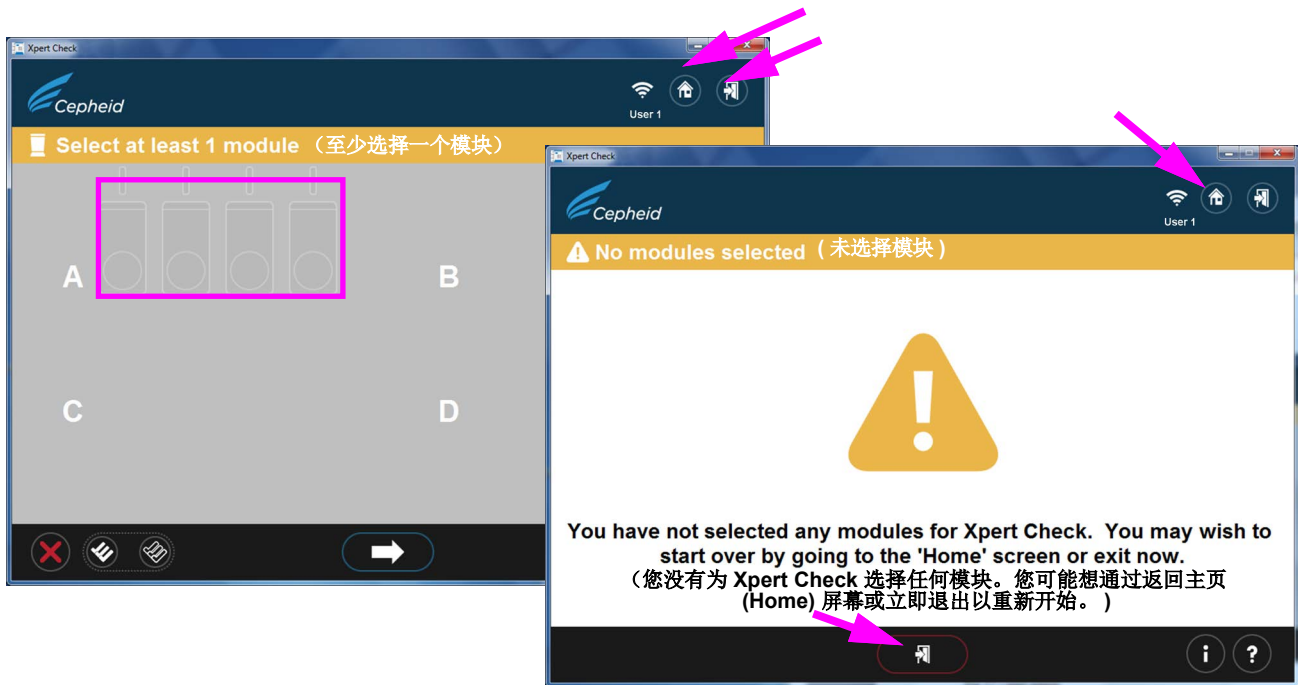 Xpert Check
Cepheid
User 1
Select at least 1 module （至少选择一个模块）
A
B
C
D
Xpert Check
Cepheid
User 1
No modules selected （未选择模块）
You have not selected any modules for Xpert Check. You may wish to
start over by going to the 'Home' screen or exit now.
（您没有为 Xpert Check 选择任何模块。您可能想通过返回主页
(Home) 屏幕或立即退出以重新开始。)
i ?